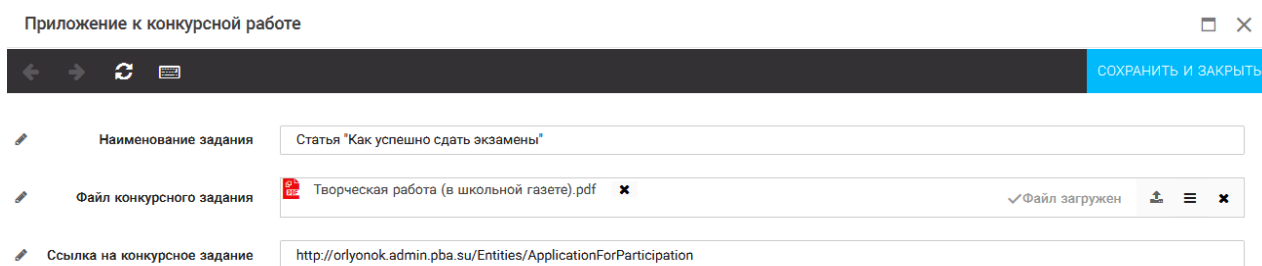 Приложение к конкурсной работе
СОХРАНИТЬ И ЗАКРЫТЬ
Наименование задания Статья "Как успешно сдать экзамены"
Файл конкурсного задания Творческая работа (в школьной газете).pdf Файл загружен
Ссылка на конкурсное задание http://orlyonok.admin.pba.su/Entities/ApplicationForParticipation